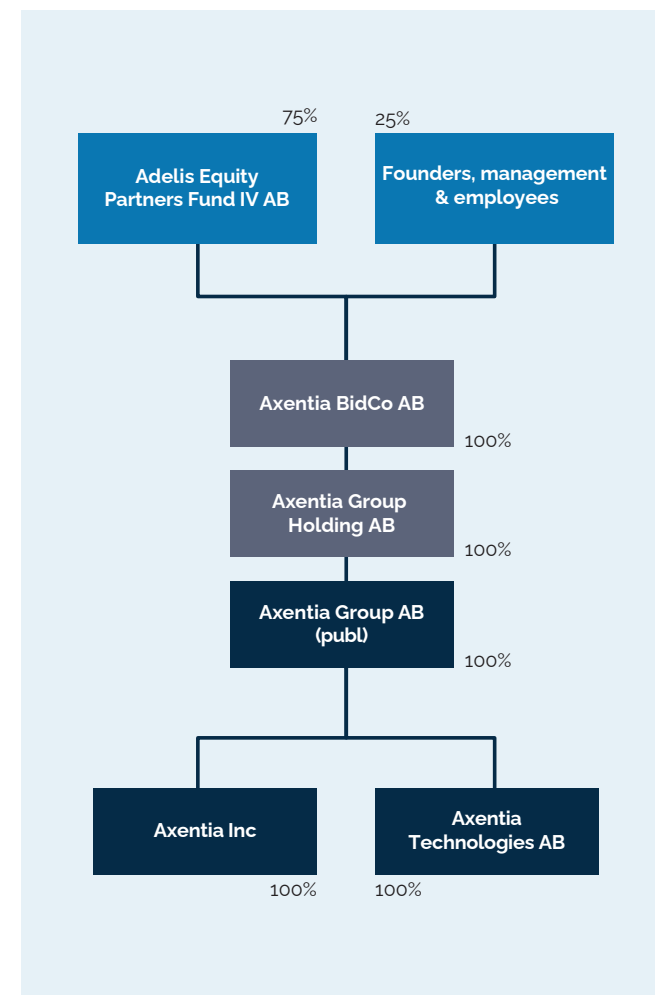 75%
25%
Adelis Equity
Partners Fund IV AB
Founders, management
& employees
Axentia BidCo AB
100%
Axentia Group
Holding AB
100%
Axentia Group AB
(publ)
100%
Axentia Inc
Axentia
Technologies AB
100%
100%